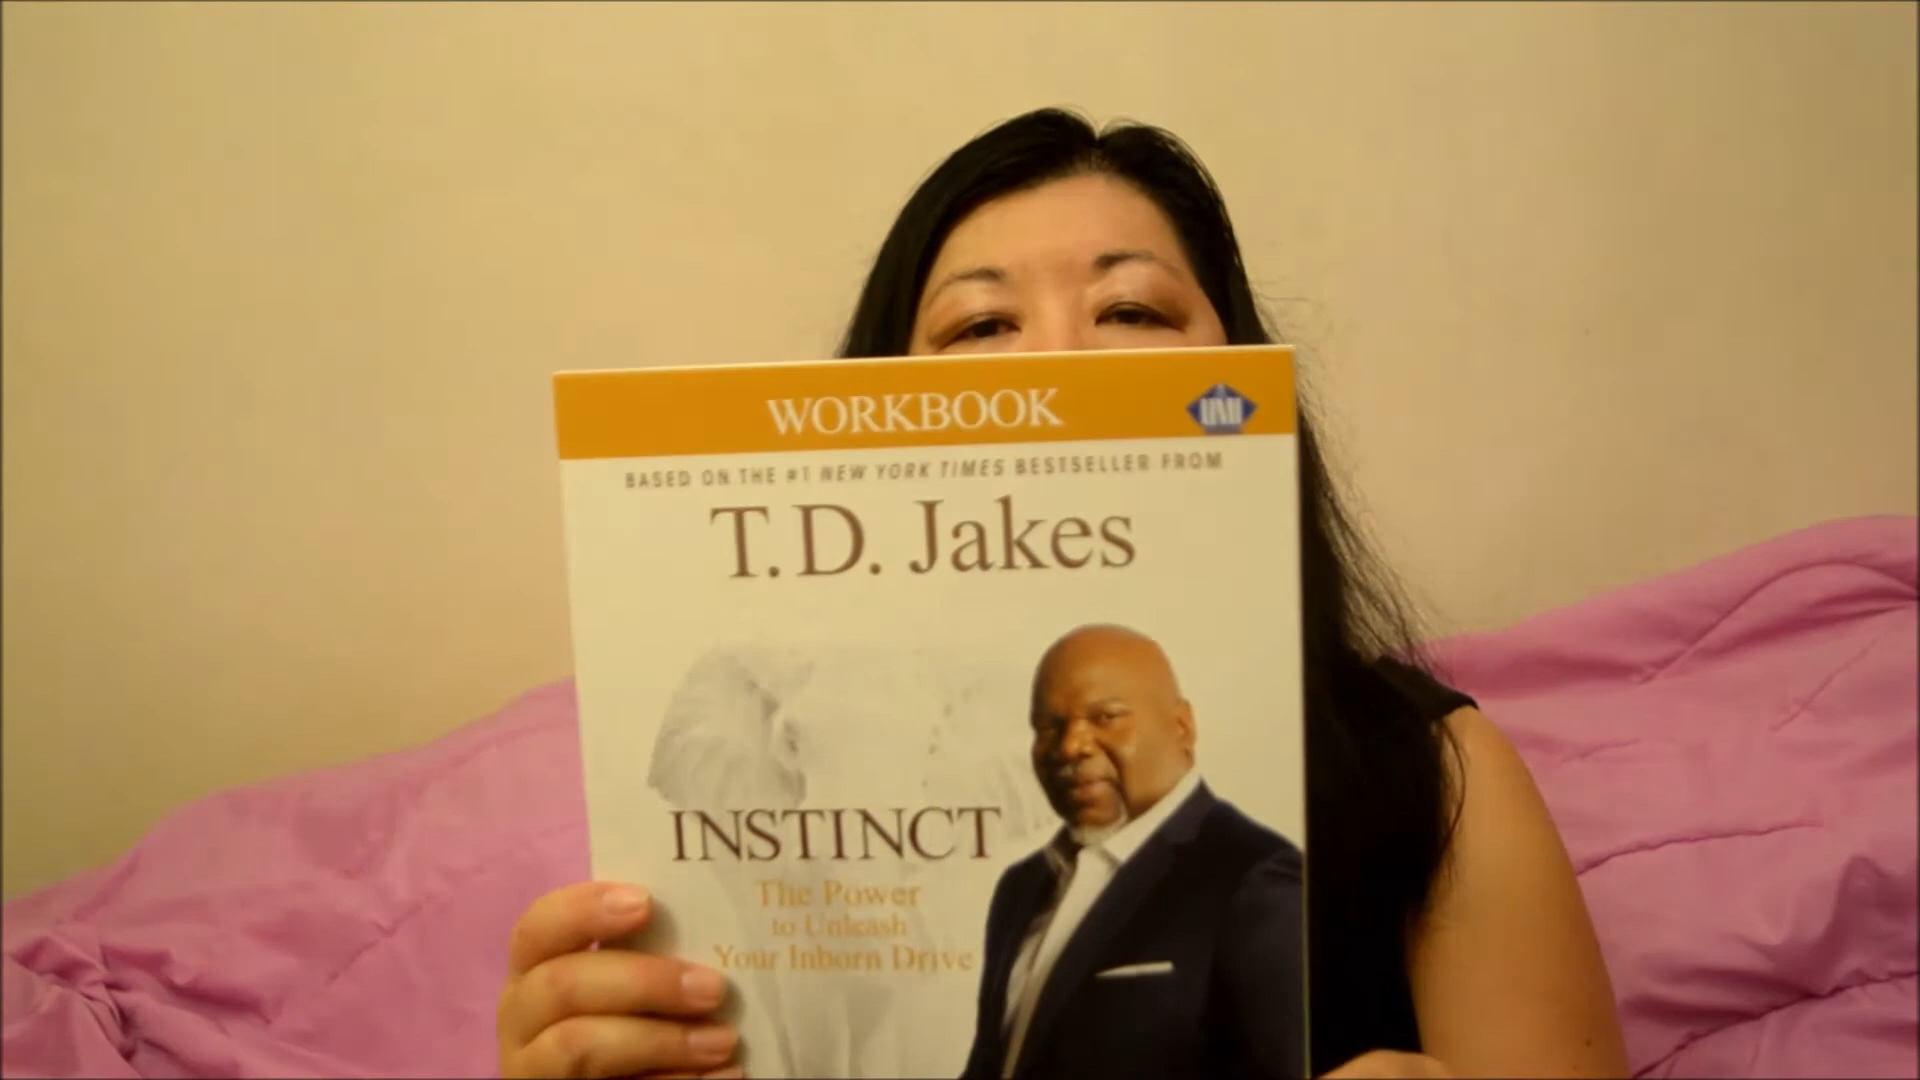 WORKBOOK
UMI
BASED ON THE #1 NEW YORK TIMES BESTSELLER FROM
T.D. Jakes
INSTINCT
The Power
to Unleash
Your Inborn Drive